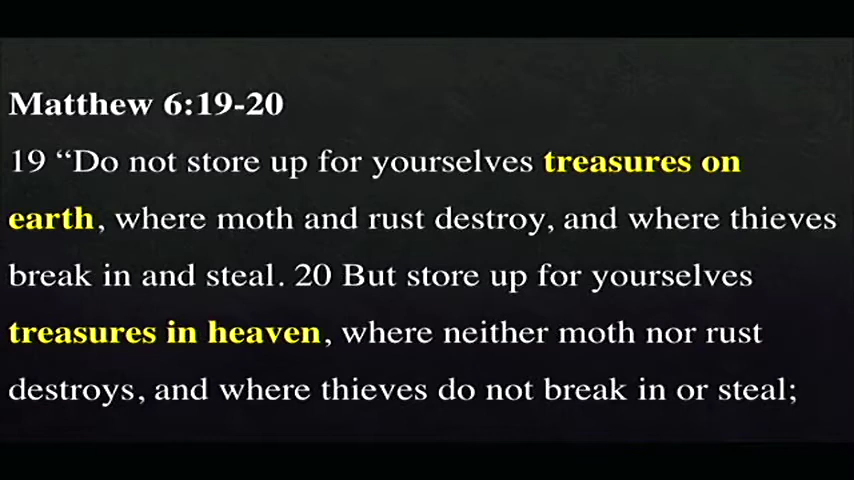 Matthew 6:19-20
19 “Do not store up for yourselves treasures on
earth, where moth and rust destroy, and where thieves
break in and steal. 20 But store up for yourselves
treasures in heaven, where neither moth nor rust
destroys, and where thieves do not break in or steal;